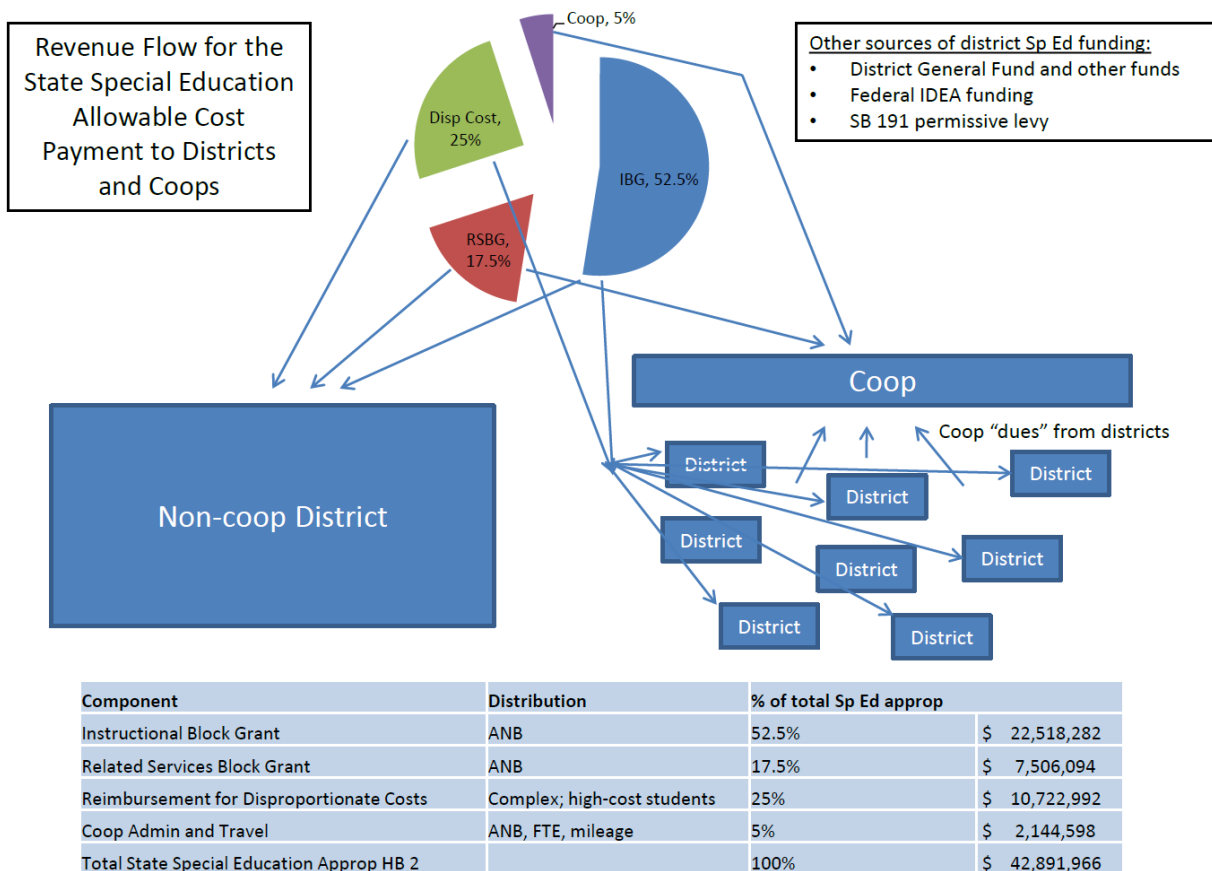 Revenue Flow for the
State Special Education
Allowable Cost
Payment to Districts
and Coops
Coop, 5%
Disp Cost,
25%
IBG, 52.5%
RSBG,
17.5%
Other sources of district Sp Ed funding:
• District General Fund and other funds
• Federal IDEA funding
• SB 191 permissive levy
Non-coop District
Coop
Coop “dues” from districts
District
District
District
District
District
District
District
District
Component Distribution % of total Sp Ed approp
Instructional Block Grant ANB 52.5% $ 22,518,282
Related Services Block Grant ANB 17.5% $ 7,506,094
Reimbursement for Disproportionate Costs Complex; high-cost students 25% $ 10,722,992
Coop Admin and Travel ANB, FTE, mileage 5% $ 2,144,598
Total State Special Education Approp HB 2 100% $ 42,891,966